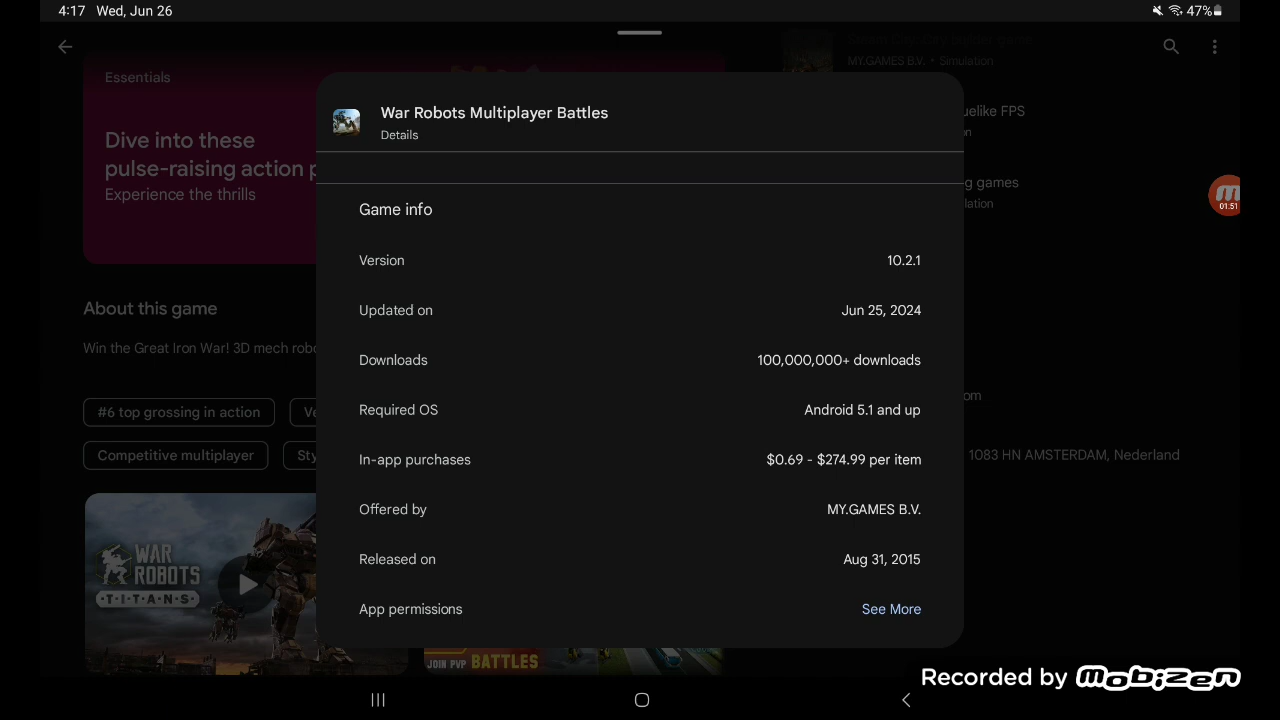 4:17 Wed, Jun 26
47%
Essentials
Dive into these
pulse-raising action p
Experience the thrills
MY.GAMES B.V. • Simulation
uelike FPS
on
g games
lation
01:51
War Robots Multiplayer Battles
Details
Game info
Version 10.2.1
Updated on Jun 25, 2024
Downloads 100,000,000+ downloads
Required OS Android 5.1 and up
In-app purchases $0.69 - $274.99 per item
Offered by MY.GAMES B.V.
Released on Aug 31, 2015
App permissions See More
About this game
Win the Great Iron War! 3D mech robo
#6 top grossing in action
Ve
Competitive multiplayer
Sty
om
1083 HN AMSTERDAM, Nederland
WAR
ROBOTS
TITANS
JOIN PVP BATTLES
Recorded by Mobizen